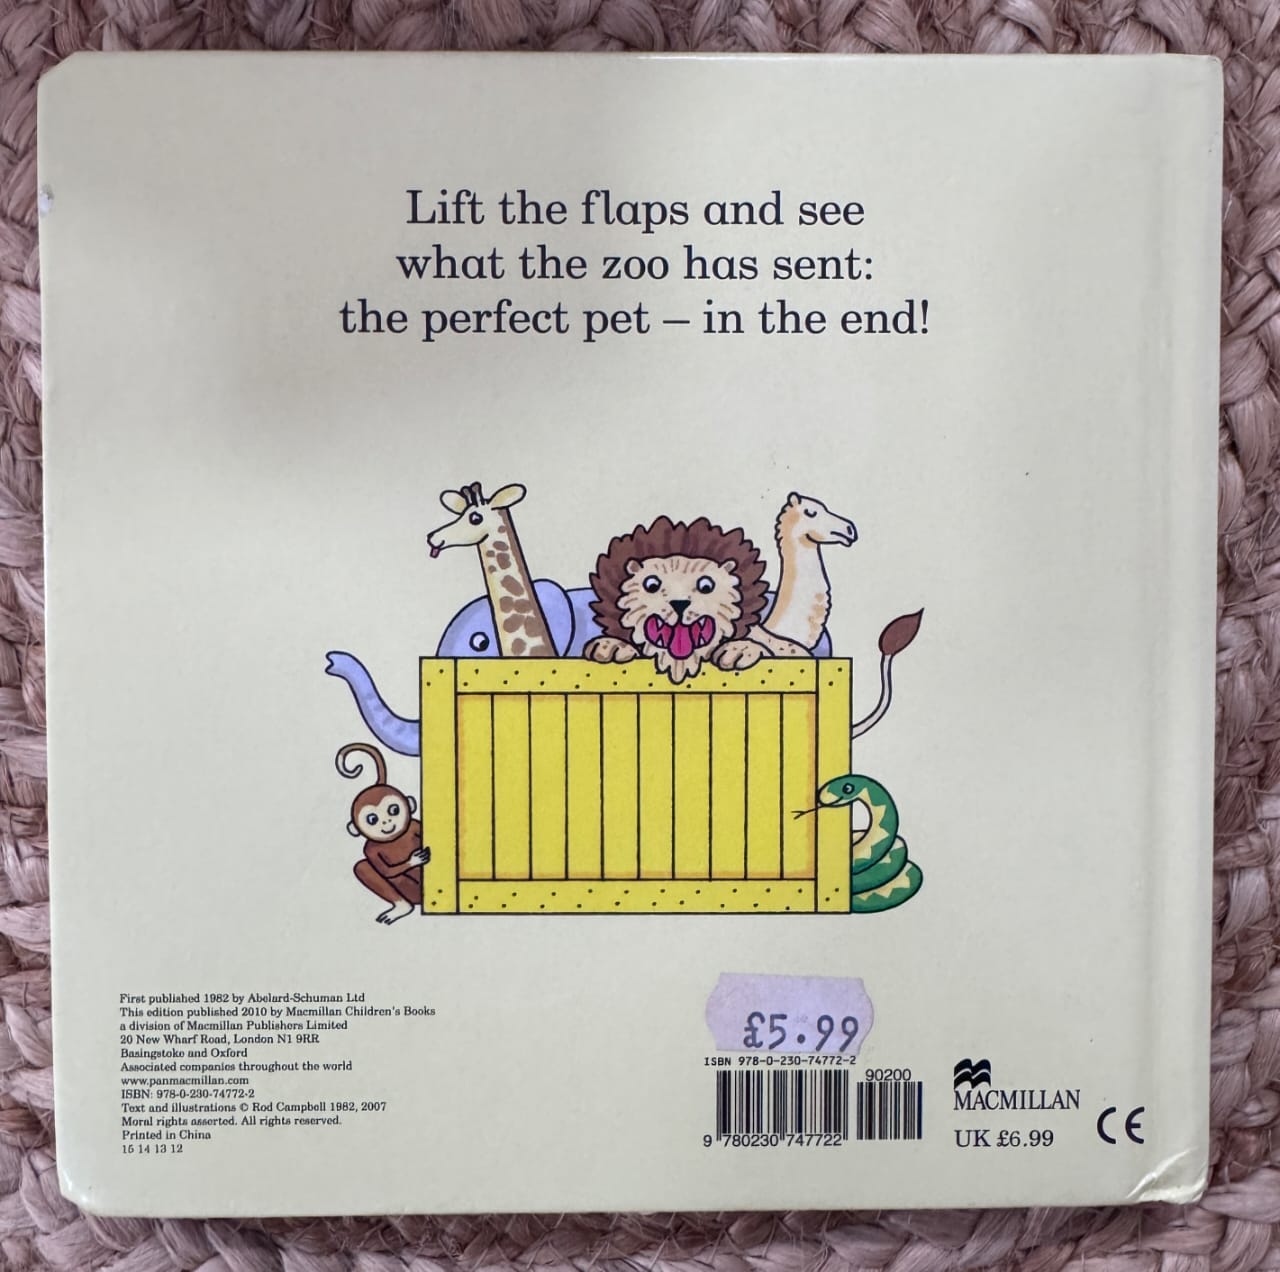 Lift the flaps and see
what the zoo has sent:
the perfect pet – in the end!
First published 1982 by Abelard-Schuman Ltd
This edition published 2010 by Macmillan Children's Books
a division of Macmillan Publishers Limited
20 New Wharf Road, London N1 9RR
Basingstoke and Oxford
Associated companies throughout the world
www.panmacmillan.com
ISBN: 978-0-230-74772-2
Text and illustrations © Rod Campbell 1982, 2007
Moral rights asserted. All rights reserved.
Printed in China
15 14 13 12
£5.99
ISBN 978-0-230-74772-2
90200
9 780230 747722
MACMILLAN
UK £6.99
CE